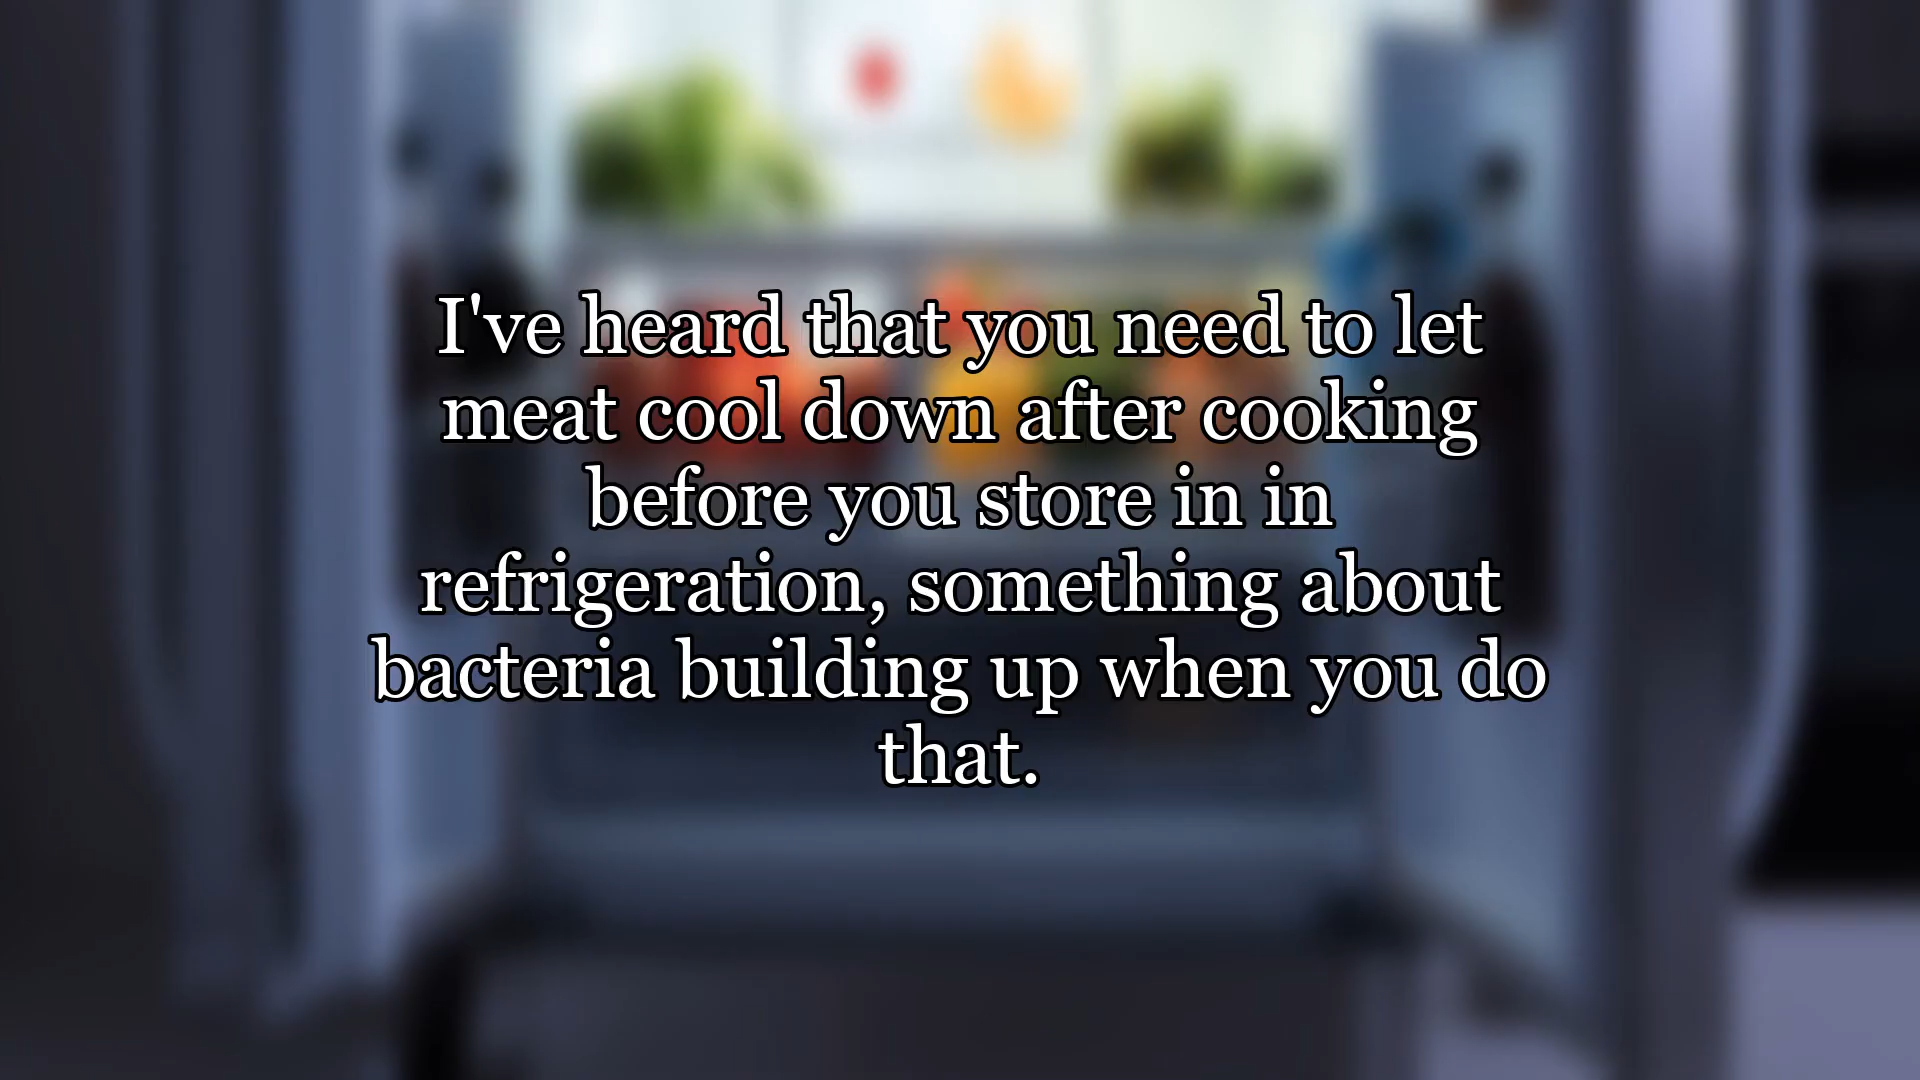 I've heard that you need to let
meat cool down after cooking
before you store in in
refrigeration, something about
bacteria building up when you do
that.